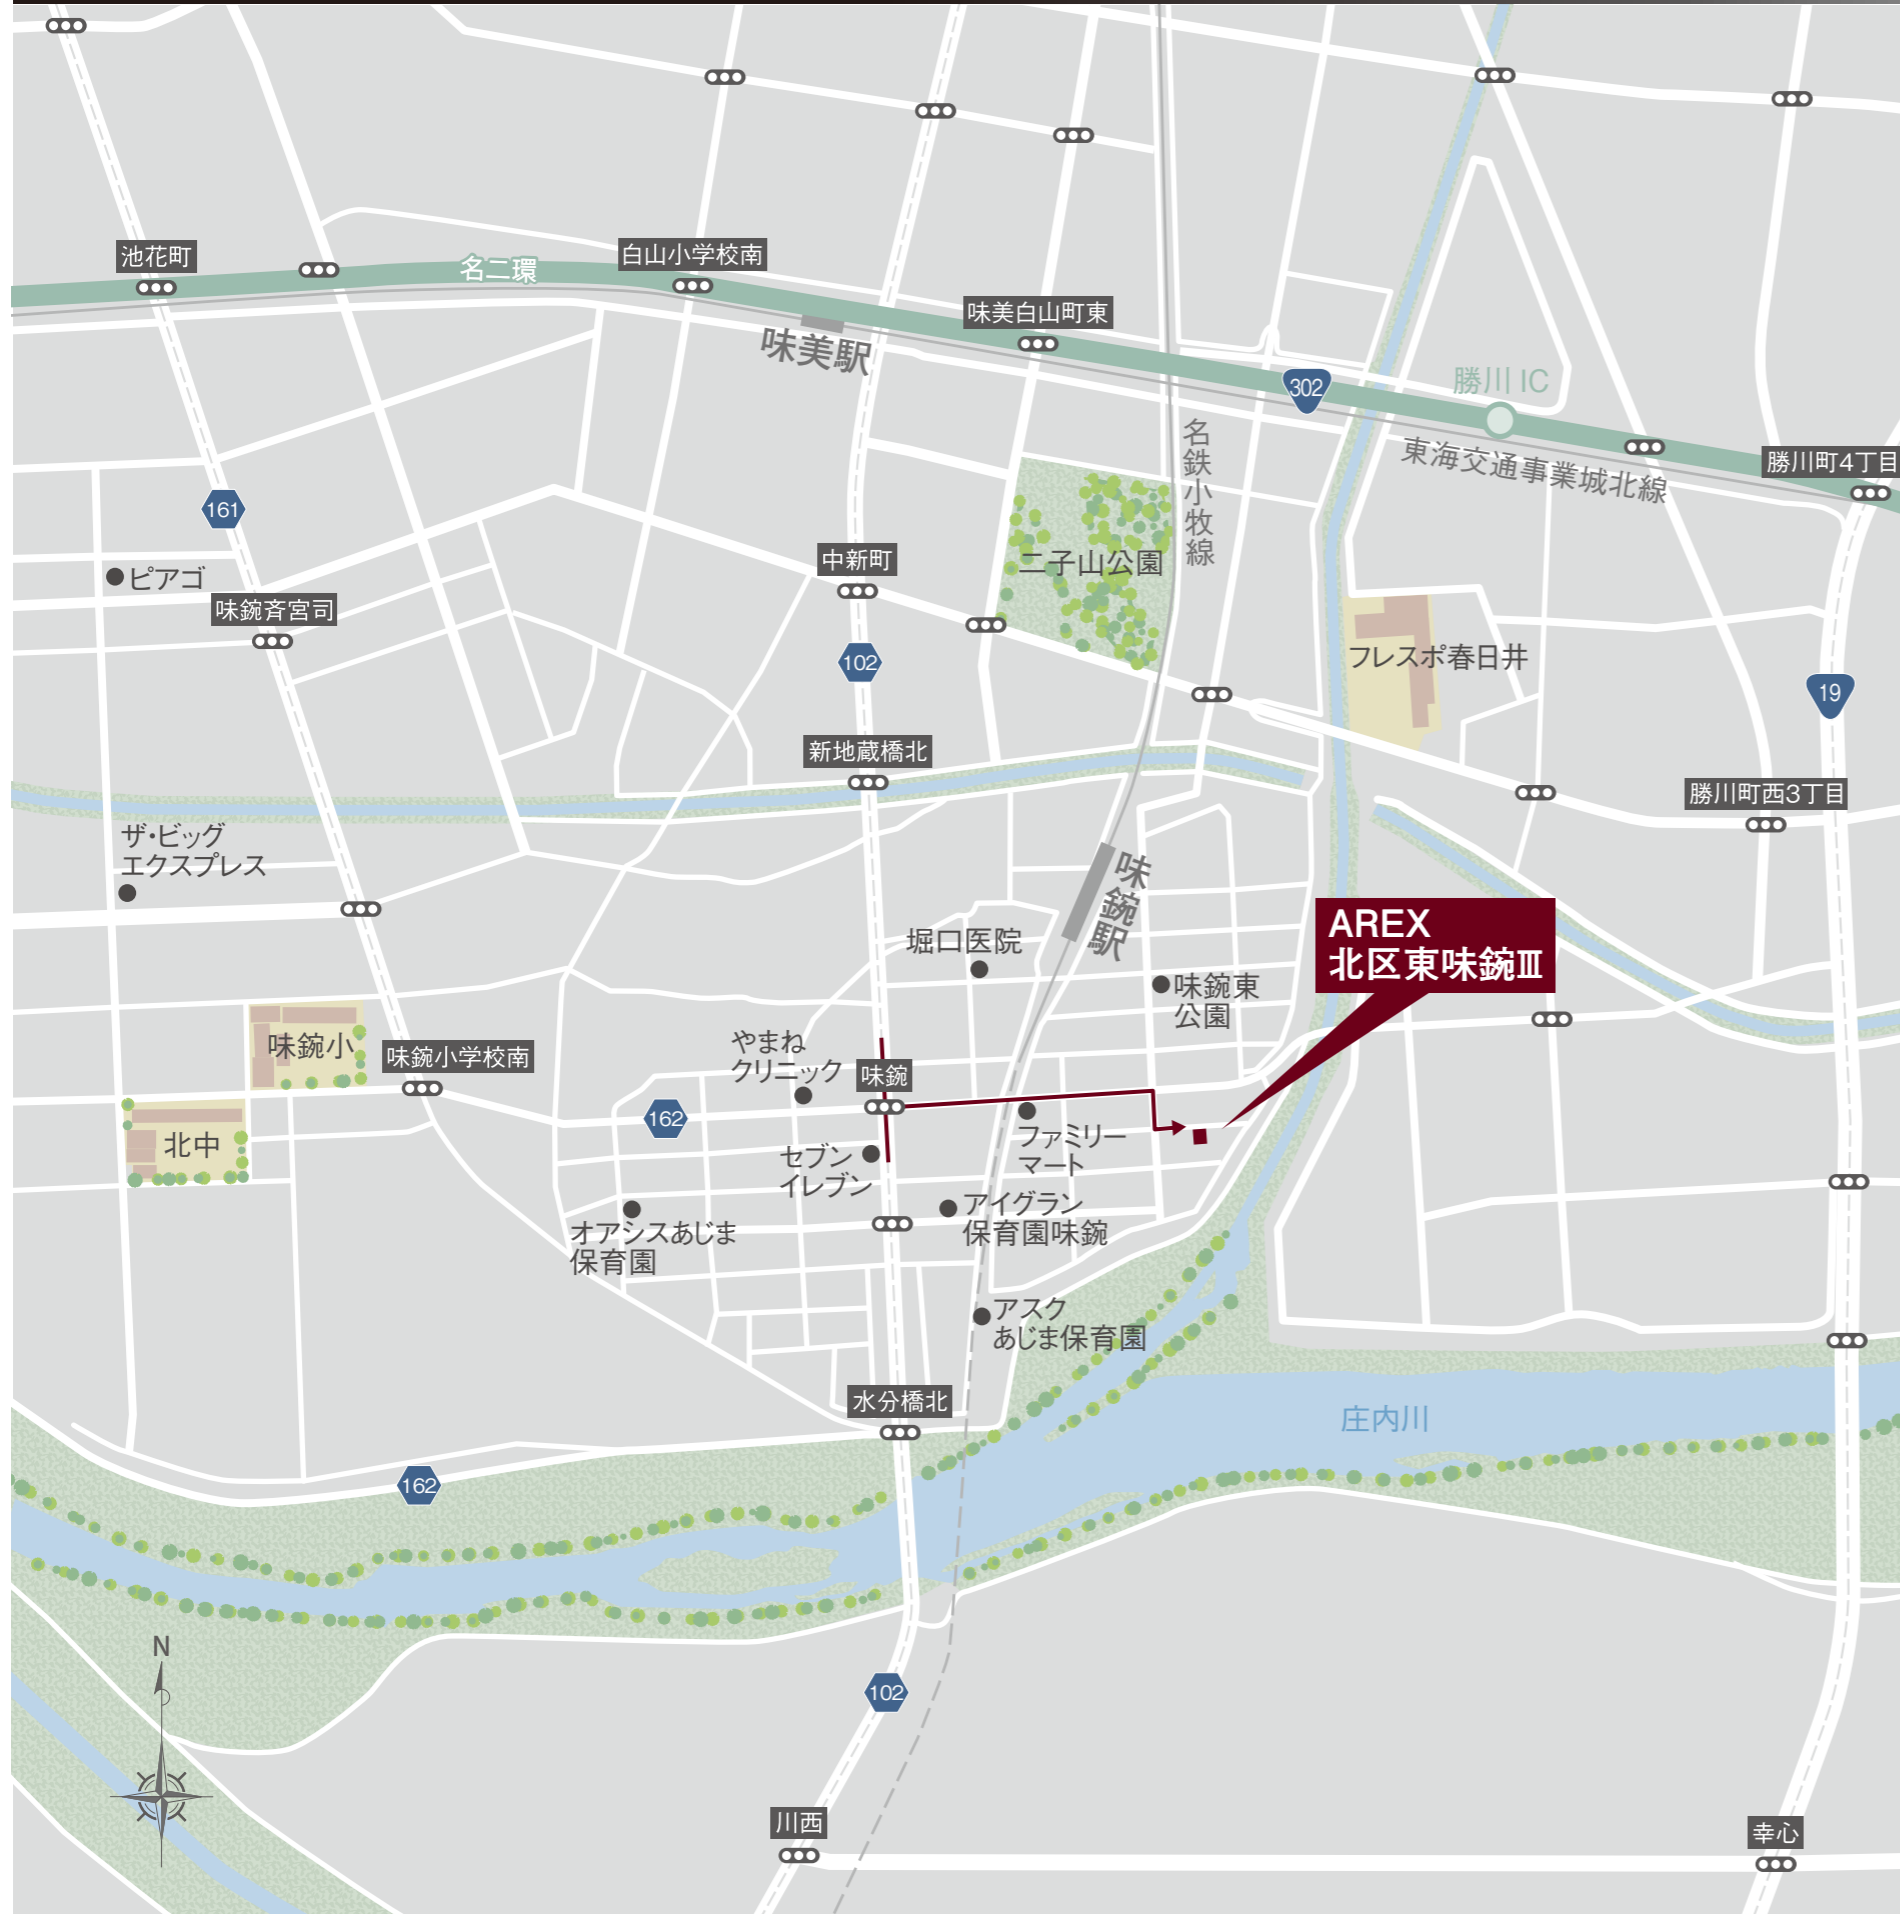 池花町
名二環
白山小学校南
味美白山町東
味美駅
302
勝川 IC
東海交通事業城北線
勝川町4丁目
名鉄小牧線
161
ピアゴ
味鋺斉宮司
中新町
二子山公園
102
フレスポ春日井
19
新地蔵橋北
勝川町西3丁目
ザ・ビッグ
エクスプレス
味鋺駅
堀口医院
AREX
北区東味鋺Ⅲ
味鋺東
公園
味鋺小
味鋺小学校南
やまね
クリニック
味鋺
162
北中
セブン
イレブン
ファミリー
マート
オアシスあじま
保育園
アイグラン
保育園味鋺
アスク
あじま保育園
水分橋北
庄内川
162
N
102
川西
幸心